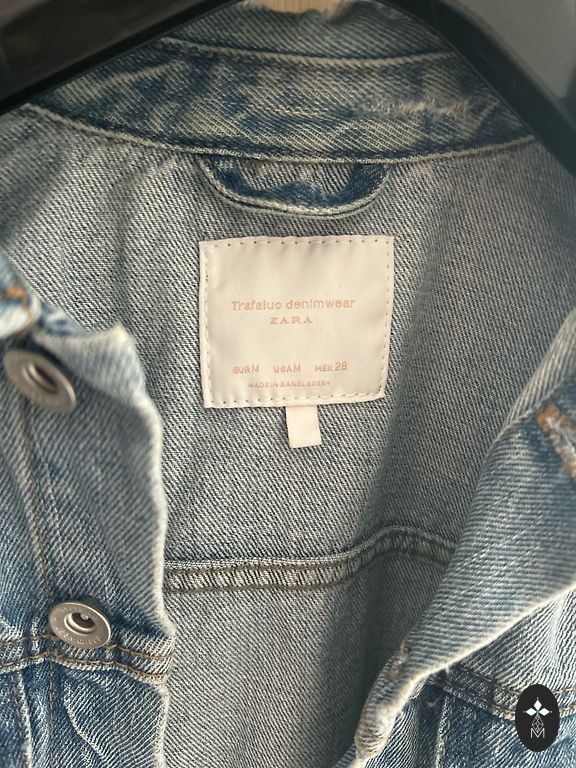 Trafaluc denimwear
ZARA
EUR M USA M MEX 28
MADE IN BANGLADESH
M